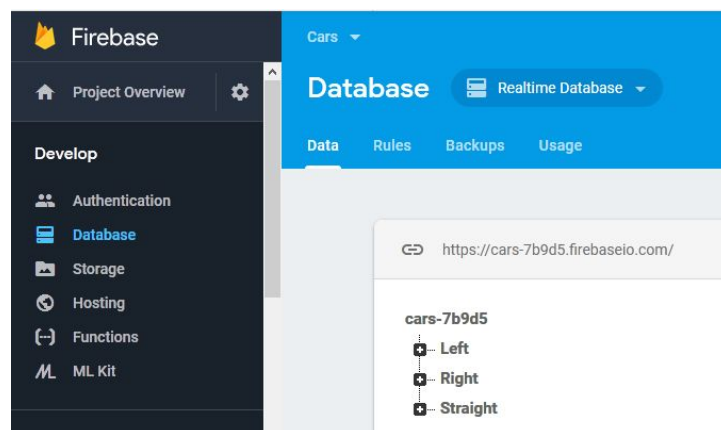 Firebase
Project Overview
Develop
Authentication
Database
Storage
Hosting
Functions
ML Kit
Cars
Database
Realtime Database
Data Rules Backups Usage
https://cars-7b9d5.firebaseio.com/
cars-7b9d5
Left
Right
Straight